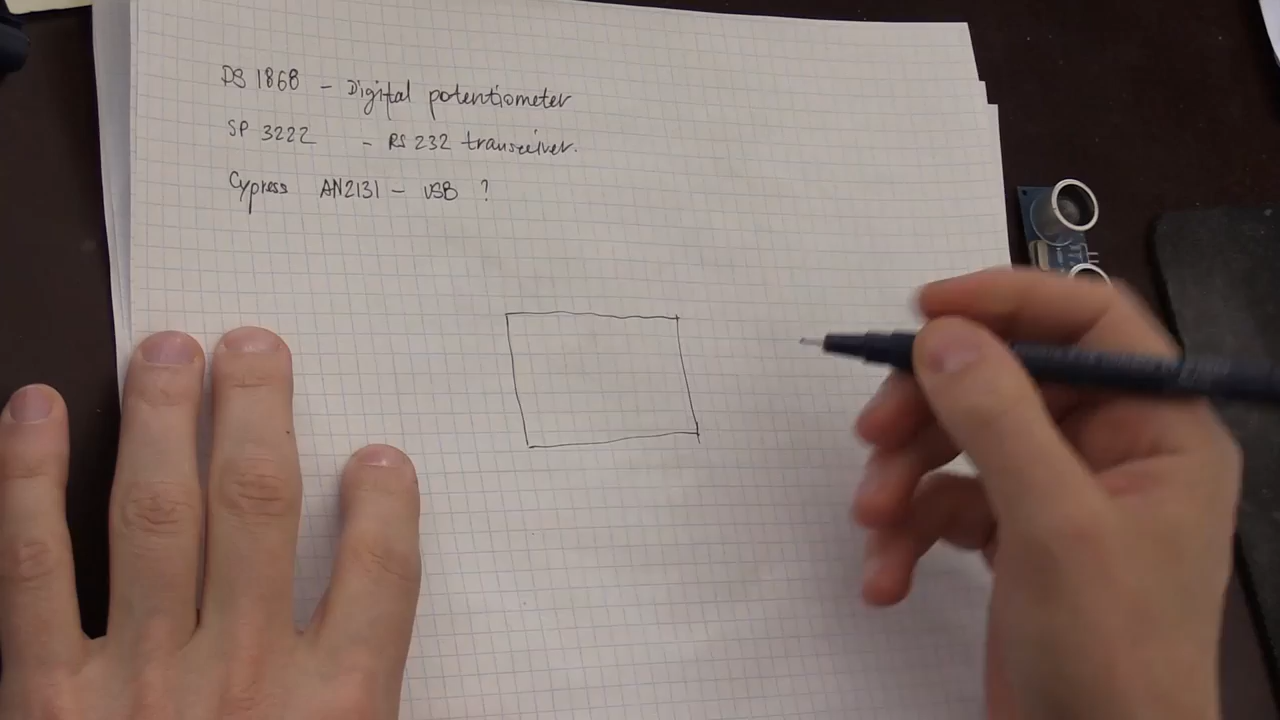 DS 1868 - Digital potentiometer
SP 3222 - RS 232 transceiver.
Cypress AN2131 - USB ?